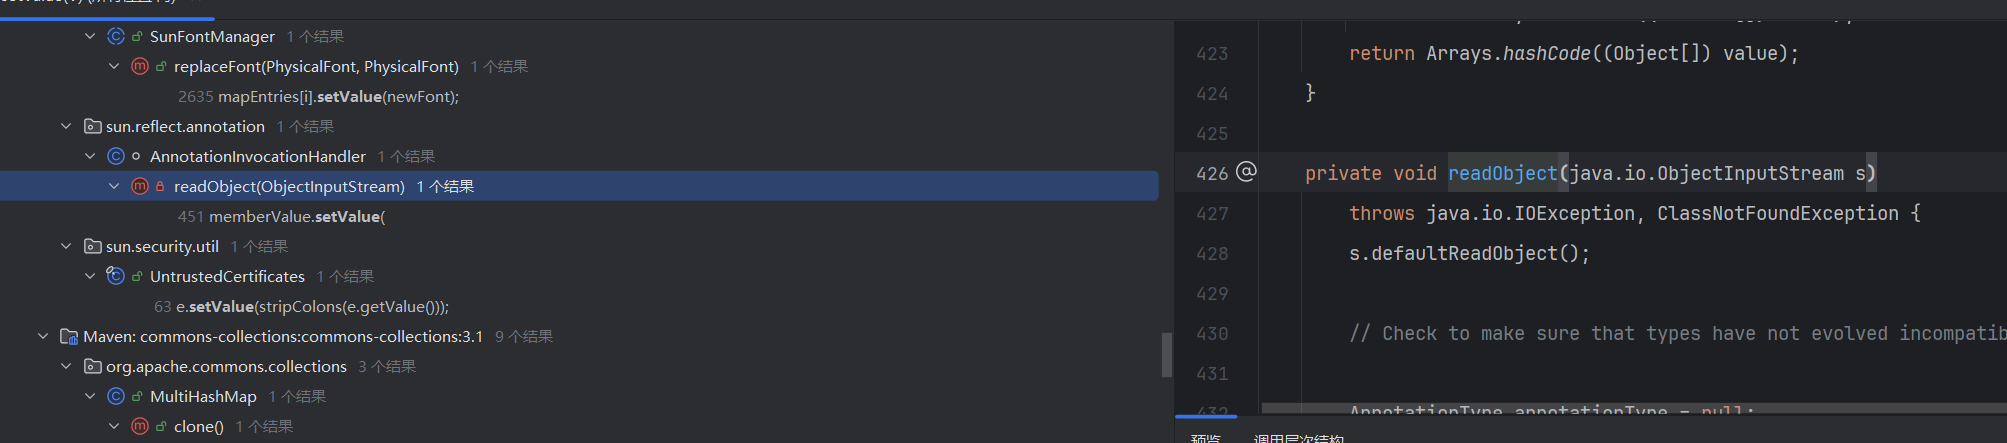 SunFontManager 1 个结果
replaceFont(PhysicalFont, PhysicalFont) 1 个结果
2635 mapEntries[i].setValue(newFont);
sun.reflect.annotation 1 个结果
AnnotationInvocationHandler 1 个结果
readObject(ObjectInputStream) 1 个结果
451 memberValue.setValue(
sun.security.util 1 个结果
UntrustedCertificates 1 个结果
63 e.setValue(stripColons(e.getValue()));
Maven: commons-collections:commons-collections:3.1 9 个结果
org.apache.commons.collections 3 个结果
MultiHashMap 1 个结果
clone() 1 个结果
423 return Arrays.hashCode((Object[]) value);
424 }
425
426 private void readObject(java.io.ObjectInputStream s)
427 throws java.io.IOException, ClassNotFoundException {
428 s.defaultReadObject();
429
430 // Check to make sure that types have not evolved incompatib
431
432 AnnotationType annotationType = null;
预览 调用层次结构